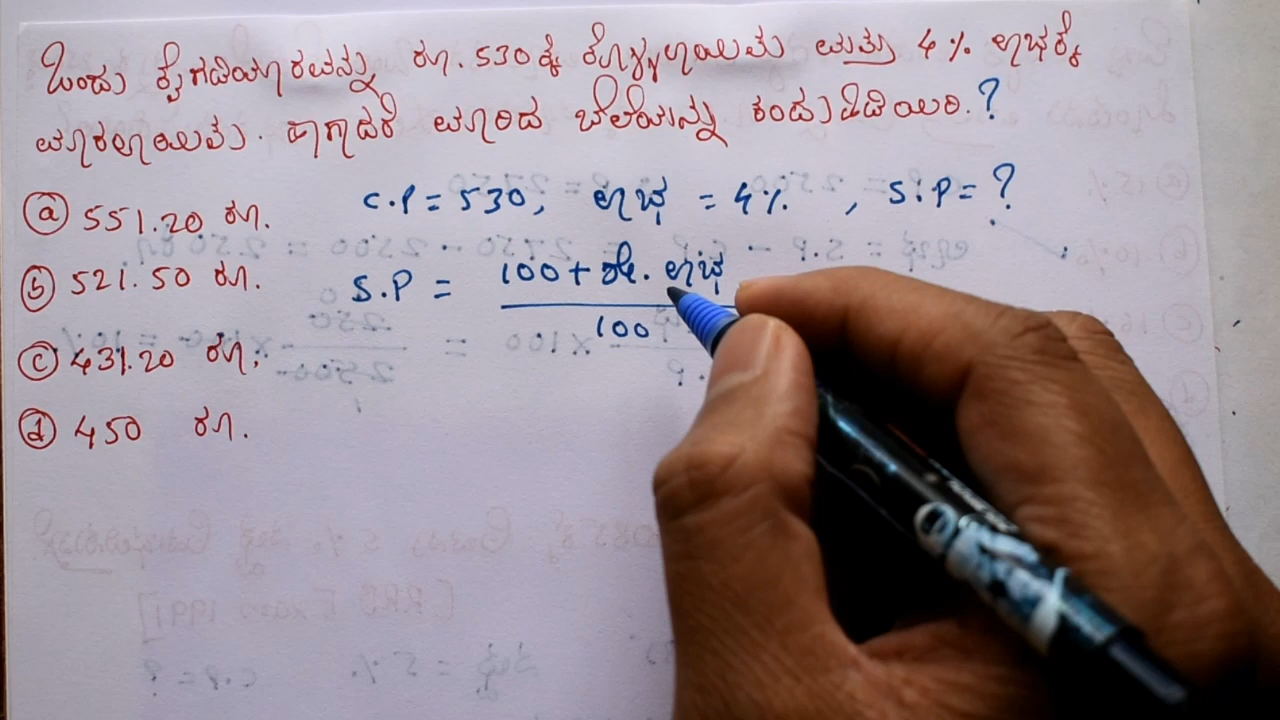 ಒಂದು ಕೈಗಡಿಯಾರವನ್ನು ರೂ. 530ಕ್ಕೆ ಕೊಳ್ಳಲಾಯಿತು ಮತ್ತು 4% ಲಾಭಕ್ಕೆ
ಮಾರಲಾಯಿತು. ಹಾಗಾದರೆ ಮಾರಿದ ಬೆಲೆಯನ್ನು ಕಂಡುಹಿಡಿಯಿರಿ.?
ⓐ 551.20 ರೂ.
C.P = 530, ಲಾಭ = 4% , S.P = ?
ⓑ 521.50 ರೂ.
S.P = 100 + ಶೇ. ಲಾಭ
100
ⓒ 431.20 ರೂ.
ⓓ 450 ರೂ.